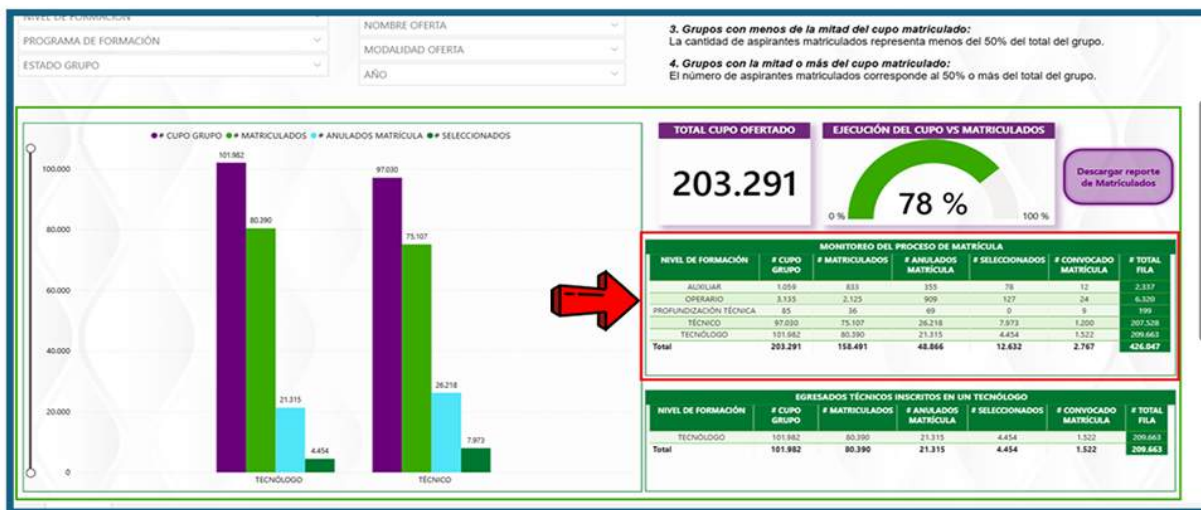 NIVEL DE FORMACIÓN
PROGRAMA DE FORMACIÓN
ESTADO GRUPO
NOMBRE OFERTA
MODALIDAD OFERTA
AÑO
3. Grupos con menos de la mitad del cupo matriculado:
La cantidad de aspirantes matriculados representa menos del 50% del total del grupo.
4. Grupos con la mitad o más del cupo matriculado:
El número de aspirantes matriculados corresponde al 50% o más del total del grupo.
# CUPO GRUPO # MATRICULADOS # ANULADOS MATRÍCULA # SELECCIONADOS
100.000
80.000
60.000
40.000
20.000
0
101.982
80.390
21.315
4.454
97.030
75.107
26.218
7.973
TECNÓLOGO TÉCNICO
TOTAL CUPO OFERTADO
203.291
EJECUCIÓN DEL CUPO VS MATRICULADOS
78 %
0 % 100 %
Descargar reporte
de Matrículados
MONITOREO DEL PROCESO DE MATRÍCULA
NIVEL DE FORMACIÓN # CUPO GRUPO # MATRICULADOS # ANULADOS MATRÍCULA # SELECCIONADOS # CONVOCADO MATRÍCULA # TOTAL FILA
AUXILIAR 1.059 833 355 78 12 2.337
OPERARIO 3.135 2.125 909 127 24 6.320
PROFUNDIZACIÓN TÉCNICA 85 36 69 0 9 199
TÉCNICO 97.030 75.107 26.218 7.973 1.200 207.528
TECNÓLOGO 101.982 80.390 21.315 4.454 1.522 209.663
Total 203.291 158.491 48.866 12.632 2.767 426.047
EGRESADOS TÉCNICOS INSCRITOS EN UN TECNÓLOGO
NIVEL DE FORMACIÓN # CUPO GRUPO # MATRICULADOS # ANULADOS MATRÍCULA # SELECCIONADOS # CONVOCADO MATRÍCULA # TOTAL FILA
TECNÓLOGO 101.982 80.390 21.315 4.454 1.522 209.663
Total 101.982 80.390 21.315 4.454 1.522 209.663